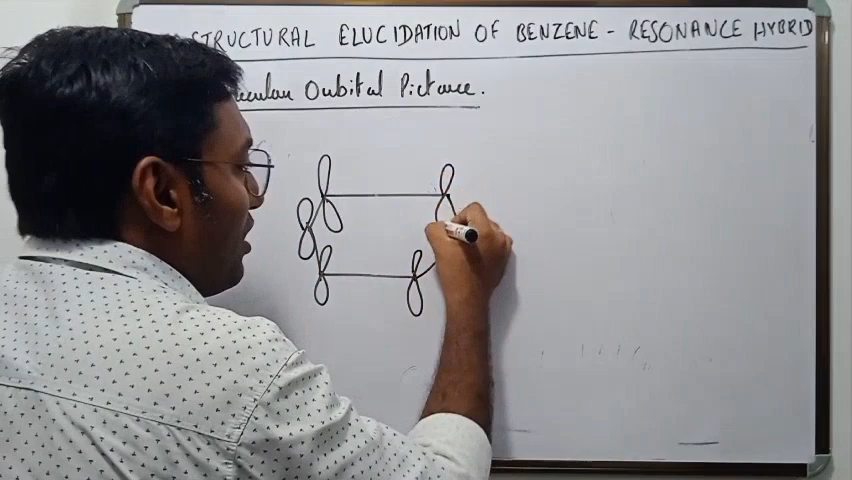 STRUCTURAL ELUCIDATION OF BENZENE - RESONANCE HYBRID
Orbital Picture.